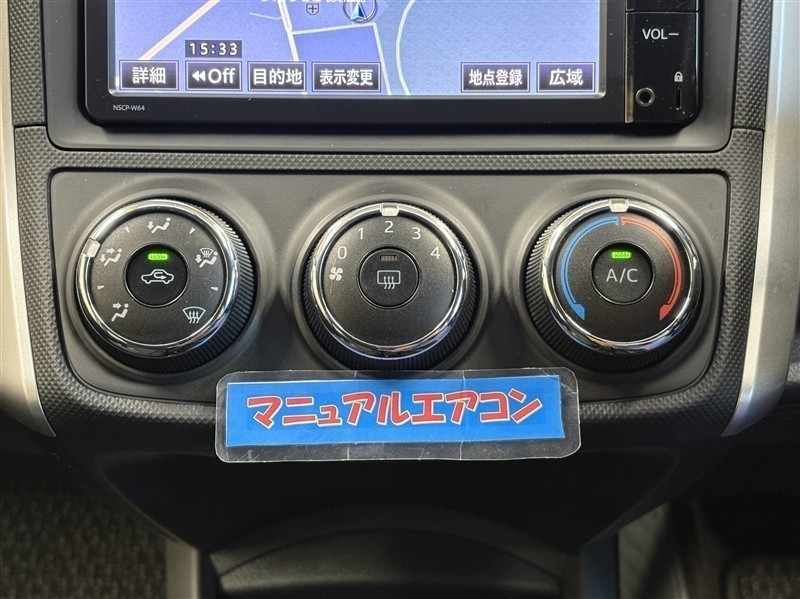 VOL−
15:33
詳細 ◀◀Off 目的地 表示変更 地点登録 広域
NSCP-W64
0 1 2 3 4
A/C
マニュアルエアコン